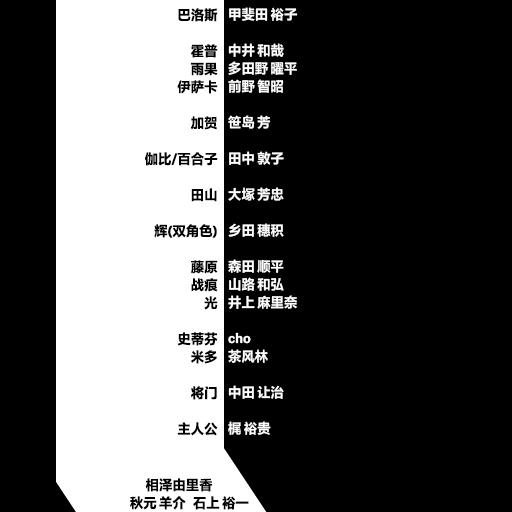 巴洛斯 甲斐田 裕子
霍普 中井 和哉
雨果 多田野 曜平
伊萨卡 前野 智昭
加贺 笹岛 芳
伽比/百合子 田中 敦子
田山 大塚 芳忠
辉(双角色) 乡田 穗积
藤原 森田 顺平
战痕 山路 和弘
光 井上 麻里奈
史蒂芬 cho
米多 茶风林
将门 中田 让治
主人公 梶 裕贵
相泽由里香
秋元 羊介 石上 裕一